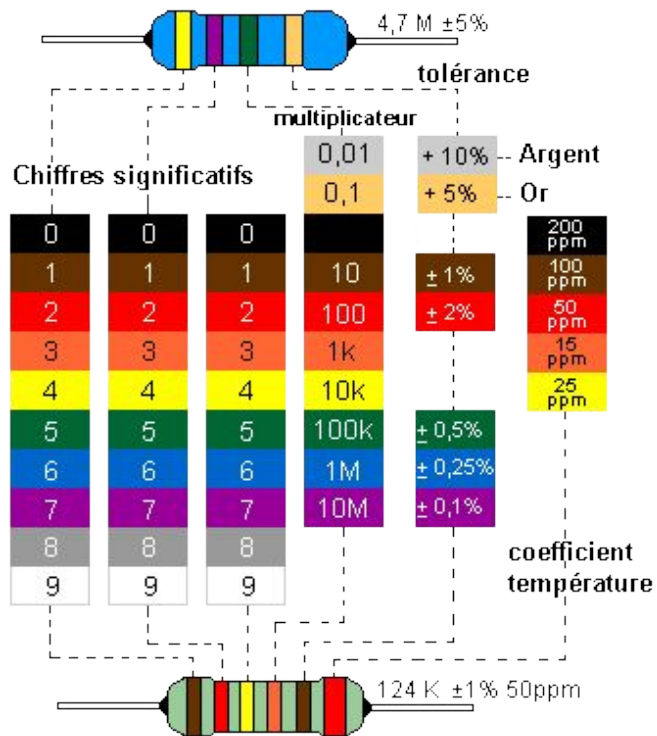 4,7 M ±5%
tolérance
multiplicateur
0,01 + 10% Argent
Chiffres significatifs
0,1 + 5% Or
0 0 0 200 ppm
1 1 1 10 ± 1% 100 ppm
2 2 2 100 ± 2% 50 ppm
3 3 3 1k 15 ppm
4 4 4 10k 25 ppm
5 5 5 100k ± 0,5%
6 6 6 1M ± 0,25%
7 7 7 10M ± 0,1%
8 8 8
9 9 9
coefficient
température
124 K ±1% 50ppm